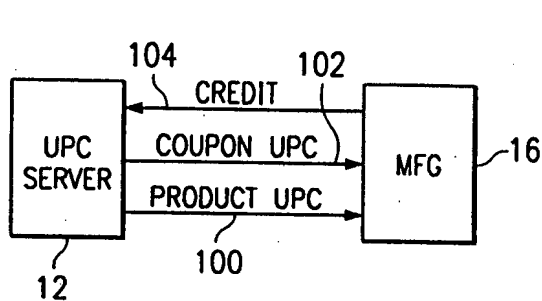 104
102
CREDIT
UPC
SERVER
COUPON UPC
MFG
16
PRODUCT UPC
100
12